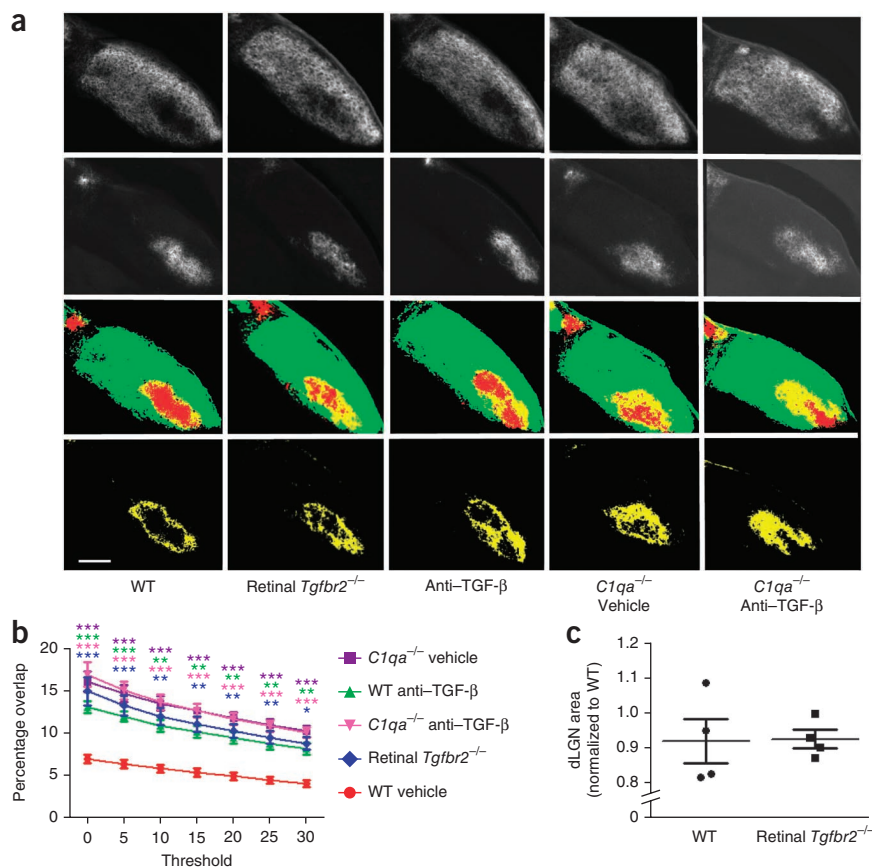 a
WT
Retinal Tgfbr2−/−
Anti–TGF-β
C1qa−/−
Vehicle
C1qa−/−
Anti–TGF-β
b
Percentage overlap
20
15
10
5
0
*** *** *** *** *** *** ***
*** *** ** ** ** ** **
*** *** *** *** *** *** ***
*** *** ** ** ** ** *
0 5 10 15 20 25 30
Threshold
C1qa−/− vehicle
WT anti–TGF-β
C1qa−/− anti–TGF-β
Retinal Tgfbr2−/−
WT vehicle
c
dLGN area
(normalized to WT)
1.2
1.1
1.0
0.9
0.8
0
WT
Retinal Tgfbr2−/−